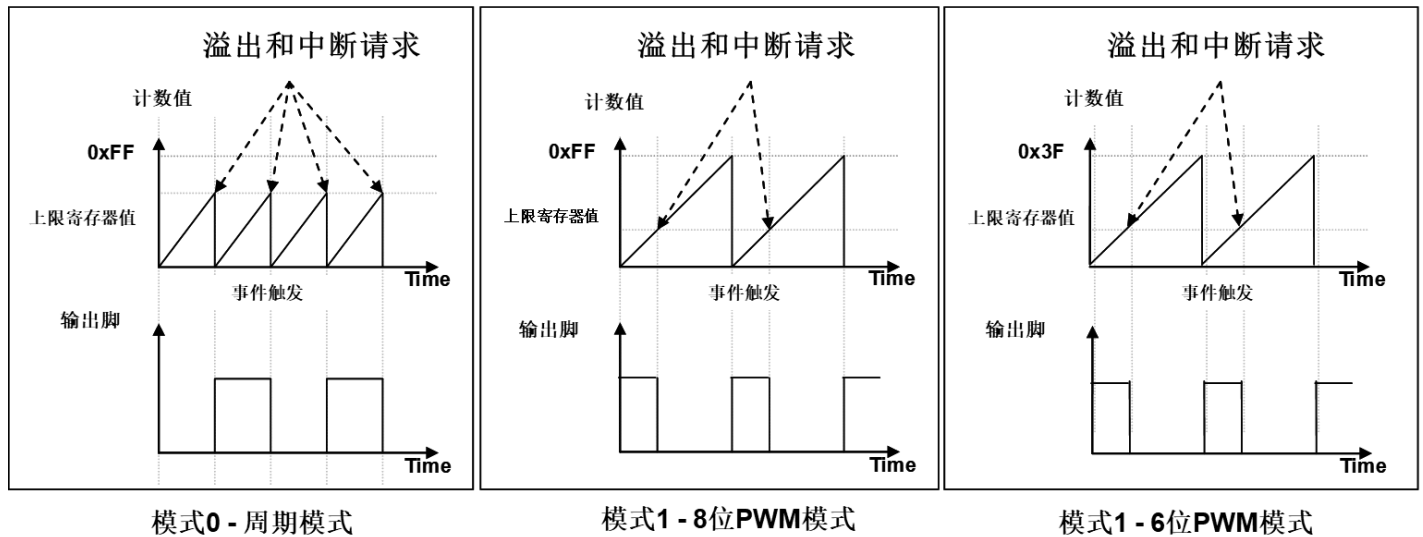 溢出和中断请求
计数值
0xFF
上限寄存器值
Time
事件触发
输出脚
Time
模式0 - 周期模式
溢出和中断请求
计数值
0xFF
上限寄存器值
Time
事件触发
输出脚
Time
模式1 - 8位PWM模式
溢出和中断请求
计数值
0x3F
上限寄存器值
Time
事件触发
输出脚
Time
模式1 - 6位PWM模式